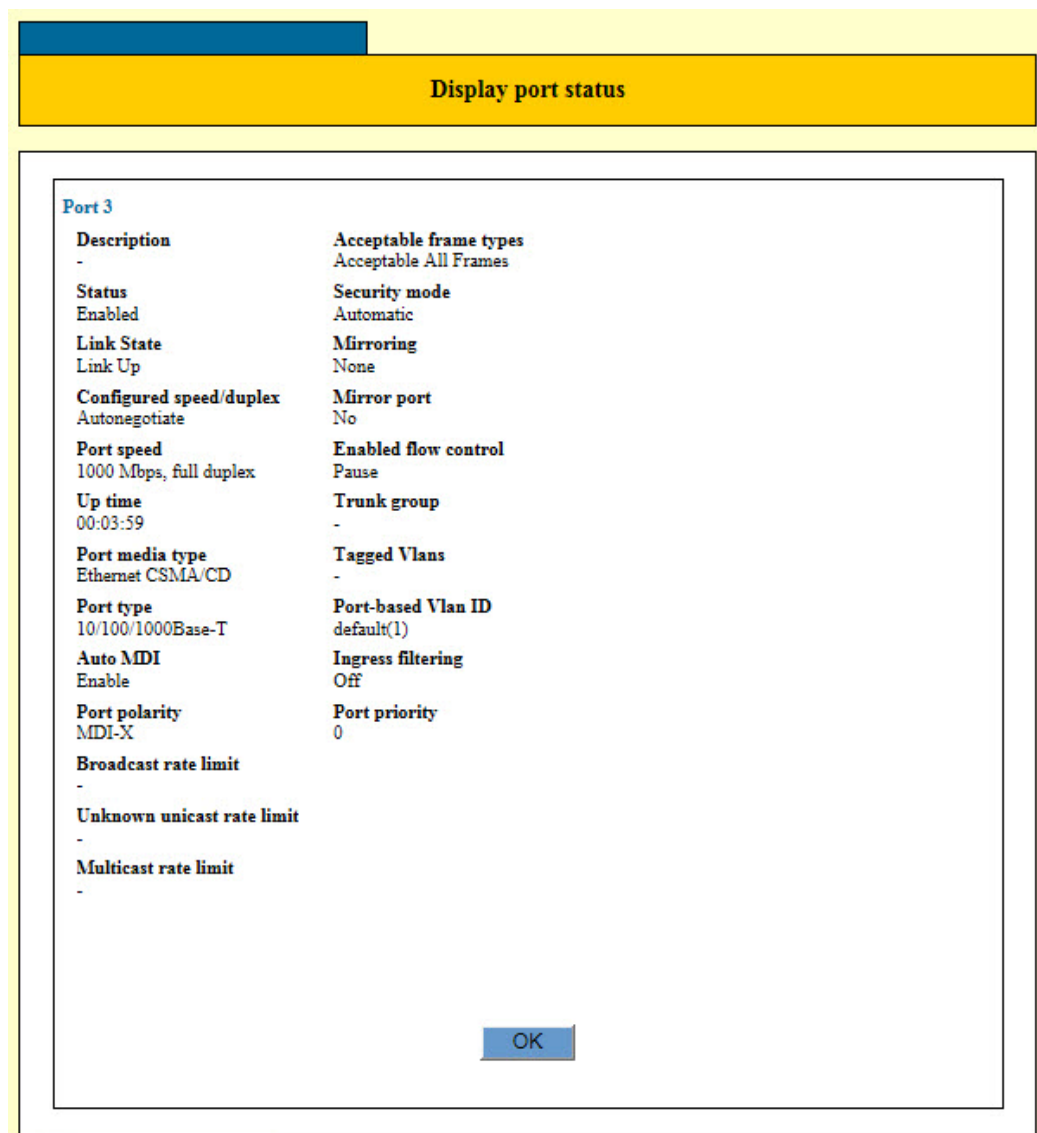 Display port status
Port 3
Description
-
Status
Enabled
Link State
Link Up
Configured speed/duplex
Autonegotiate
Port speed
1000 Mbps, full duplex
Up time
00:03:59
Port media type
Ethernet CSMA/CD
Port type
10/100/1000Base-T
Auto MDI
Enable
Port polarity
MDI-X
Broadcast rate limit
-
Unknown unicast rate limit
-
Multicast rate limit
-
Acceptable frame types
Acceptable All Frames
Security mode
Automatic
Mirroring
None
Mirror port
No
Enabled flow control
Pause
Trunk group
-
Tagged Vlans
-
Port-based Vlan ID
default(1)
Ingress filtering
Off
Port priority
0
OK